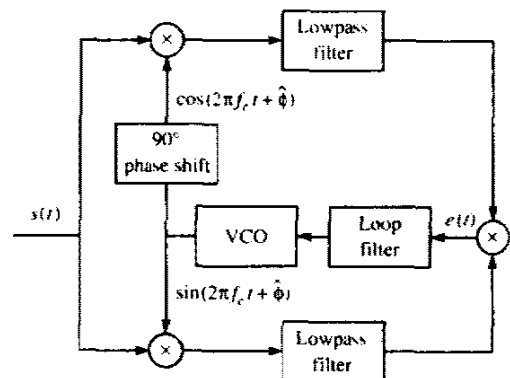 Lowpass
filter
cos(2πf_c t + φ̂)
90°
phase shift
s(t)
VCO
Loop
filter
e(t)
sin(2πf_c t + φ̂)
Lowpass
filter